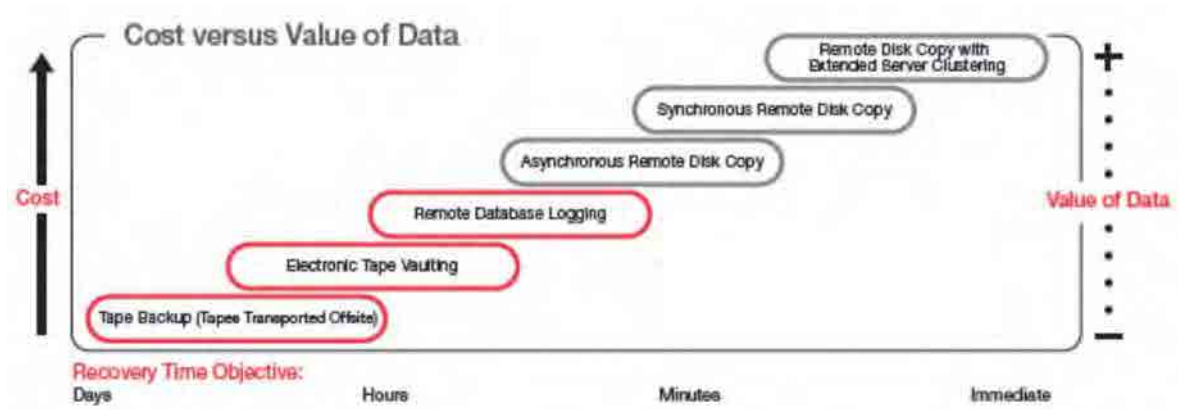 Cost versus Value of Data
Remote Disk Copy with
Extended Server Clustering
Synchronous Remote Disk Copy
Asynchronous Remote Disk Copy
Cost
Value of Data
Remote Database Logging
Electronic Tape Vaulting
Tape Backup (Tapes Transported Offsite)
Recovery Time Objective:
Days
Hours
Minutes
Immediate